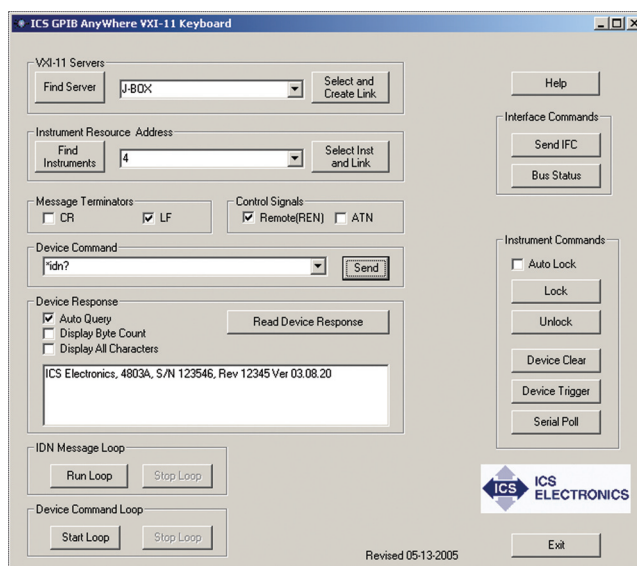 ICS GPIB AnyWhere VXI-11 Keyboard
VXI-11 Servers
Find Server
J-BOX
Select and
Create Link
Help
Instrument Resource Address
Find
Instruments
4
Select Inst
and Link
Interface Commands
Send IFC
Bus Status
Message Terminators
CR
LF
Control Signals
Remote(REN)
ATN
Device Command
*idn?
Send
Instrument Commands
Auto Lock
Lock
Unlock
Device Clear
Device Trigger
Serial Poll
Device Response
Auto Query
Display Byte Count
Display All Characters
Read Device Response
ICS Electronics, 4803A, S/N 123546, Rev 12345 Ver 03.08.20
IDN Message Loop
Run Loop
Stop Loop
ICS
ICS
ELECTRONICS
Device Command Loop
Start Loop
Stop Loop
Revised 05-13-2005
Exit